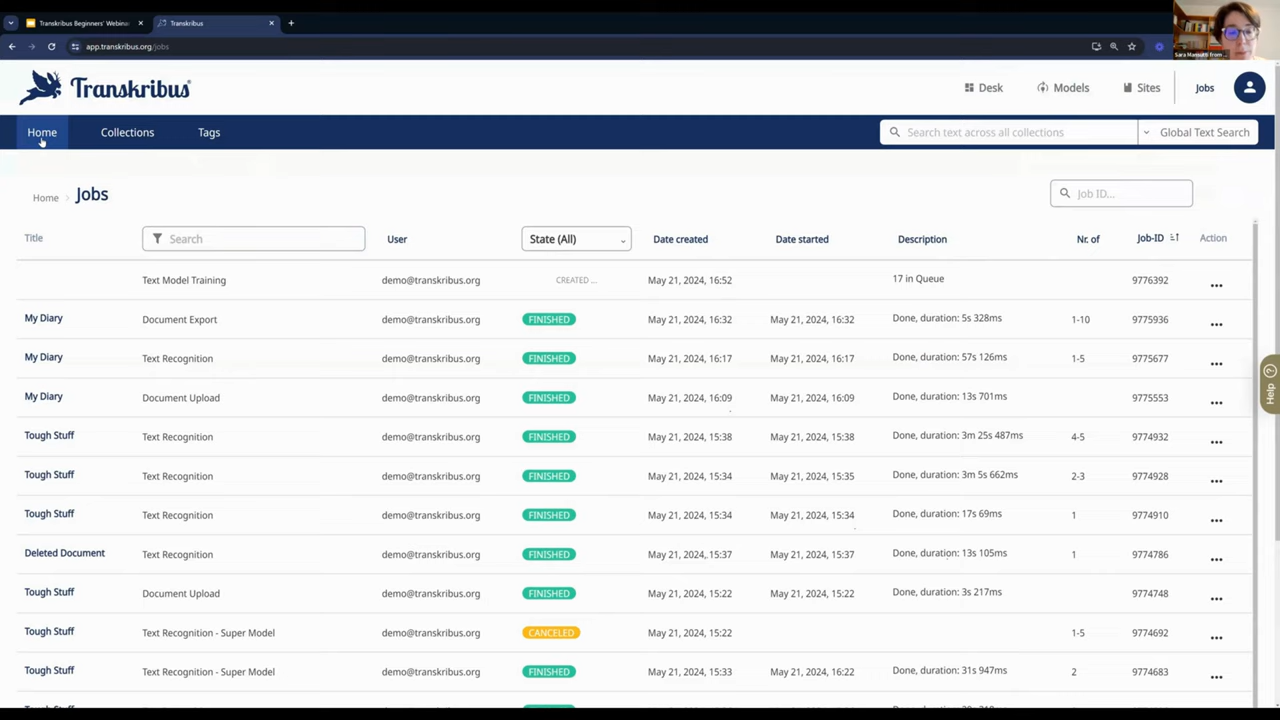 Transkribus Beginners' Webina
Transkribus
app.transkribus.org/jobs
Sara Mansutti from ...
Transkribus®
Desk
Models
Sites
Jobs
Home
Collections
Tags
Search text across all collections
Global Text Search
Home > Jobs
Job ID...
Title
Search
User
State (All)
Date created
Date started
Description
Nr. of
Job-ID
Action
Text Model Training demo@transkribus.org CREATED ... May 21, 2024, 16:52 17 in Queue 9776392
My Diary Document Export demo@transkribus.org FINISHED May 21, 2024, 16:32 May 21, 2024, 16:32 Done, duration: 5s 328ms 1-10 9775936
My Diary Text Recognition demo@transkribus.org FINISHED May 21, 2024, 16:17 May 21, 2024, 16:17 Done, duration: 57s 126ms 1-5 9775677
My Diary Document Upload demo@transkribus.org FINISHED May 21, 2024, 16:09 May 21, 2024, 16:09 Done, duration: 13s 701ms 9775553
Tough Stuff Text Recognition demo@transkribus.org FINISHED May 21, 2024, 15:38 May 21, 2024, 15:38 Done, duration: 3m 25s 487ms 4-5 9774932
Tough Stuff Text Recognition demo@transkribus.org FINISHED May 21, 2024, 15:34 May 21, 2024, 15:35 Done, duration: 3m 5s 662ms 2-3 9774928
Tough Stuff Text Recognition demo@transkribus.org FINISHED May 21, 2024, 15:34 May 21, 2024, 15:34 Done, duration: 17s 69ms 1 9774910
Deleted Document Text Recognition demo@transkribus.org FINISHED May 21, 2024, 15:37 May 21, 2024, 15:37 Done, duration: 13s 105ms 1 9774786
Tough Stuff Document Upload demo@transkribus.org FINISHED May 21, 2024, 15:22 May 21, 2024, 15:22 Done, duration: 3s 217ms 9774748
Tough Stuff Text Recognition - Super Model demo@transkribus.org CANCELED May 21, 2024, 15:22 1-5 9774692
Tough Stuff Text Recognition - Super Model demo@transkribus.org FINISHED May 21, 2024, 15:33 May 21, 2024, 16:22 Done, duration: 31s 947ms 2 9774683
Help